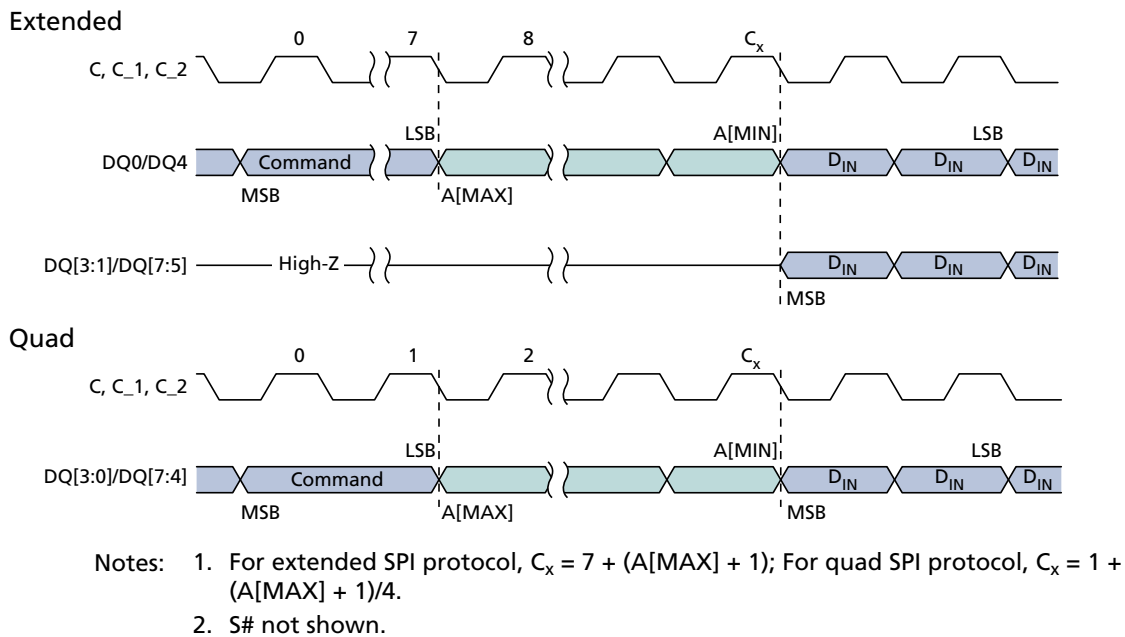 Extended
0 7 8 Cx
C, C_1, C_2
LSB A[MIN] LSB
DQ0/DQ4 Command DIN DIN DIN
MSB A[MAX]
DQ[3:1]/DQ[7:5] High-Z DIN DIN DIN
MSB
Quad
0 1 2 Cx
C, C_1, C_2
LSB A[MIN] LSB
DQ[3:0]/DQ[7:4] Command DIN DIN DIN
MSB A[MAX] MSB
Notes: 1. For extended SPI protocol, Cx = 7 + (A[MAX] + 1); For quad SPI protocol, Cx = 1 +
(A[MAX] + 1)/4.
2. S# not shown.